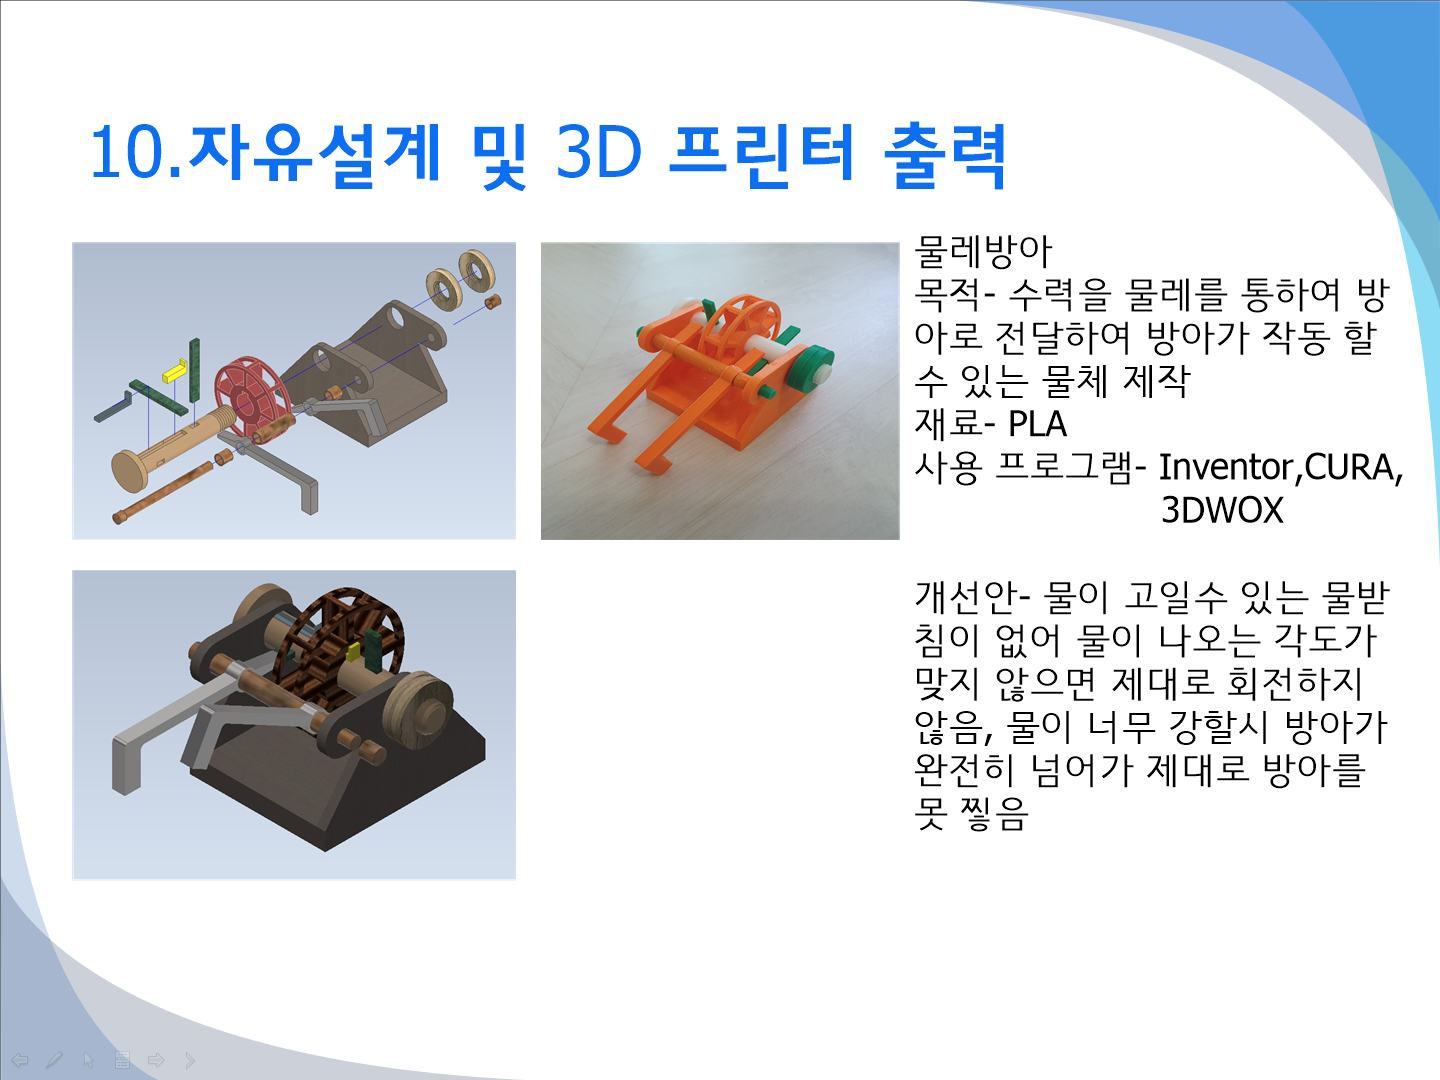 10.자유설계 및 3D 프린터 출력
물레방아
목적- 수력을 물레를 통하여 방
아로 전달하여 방아가 작동 할
수 있는 물체 제작
재료- PLA
사용 프로그램- Inventor,CURA,
3DWOX
개선안- 물이 고일수 있는 물받
침이 없어 물이 나오는 각도가
맞지 않으면 제대로 회전하지
않음, 물이 너무 강할시 방아가
완전히 넘어가 제대로 방아를
못 찧음